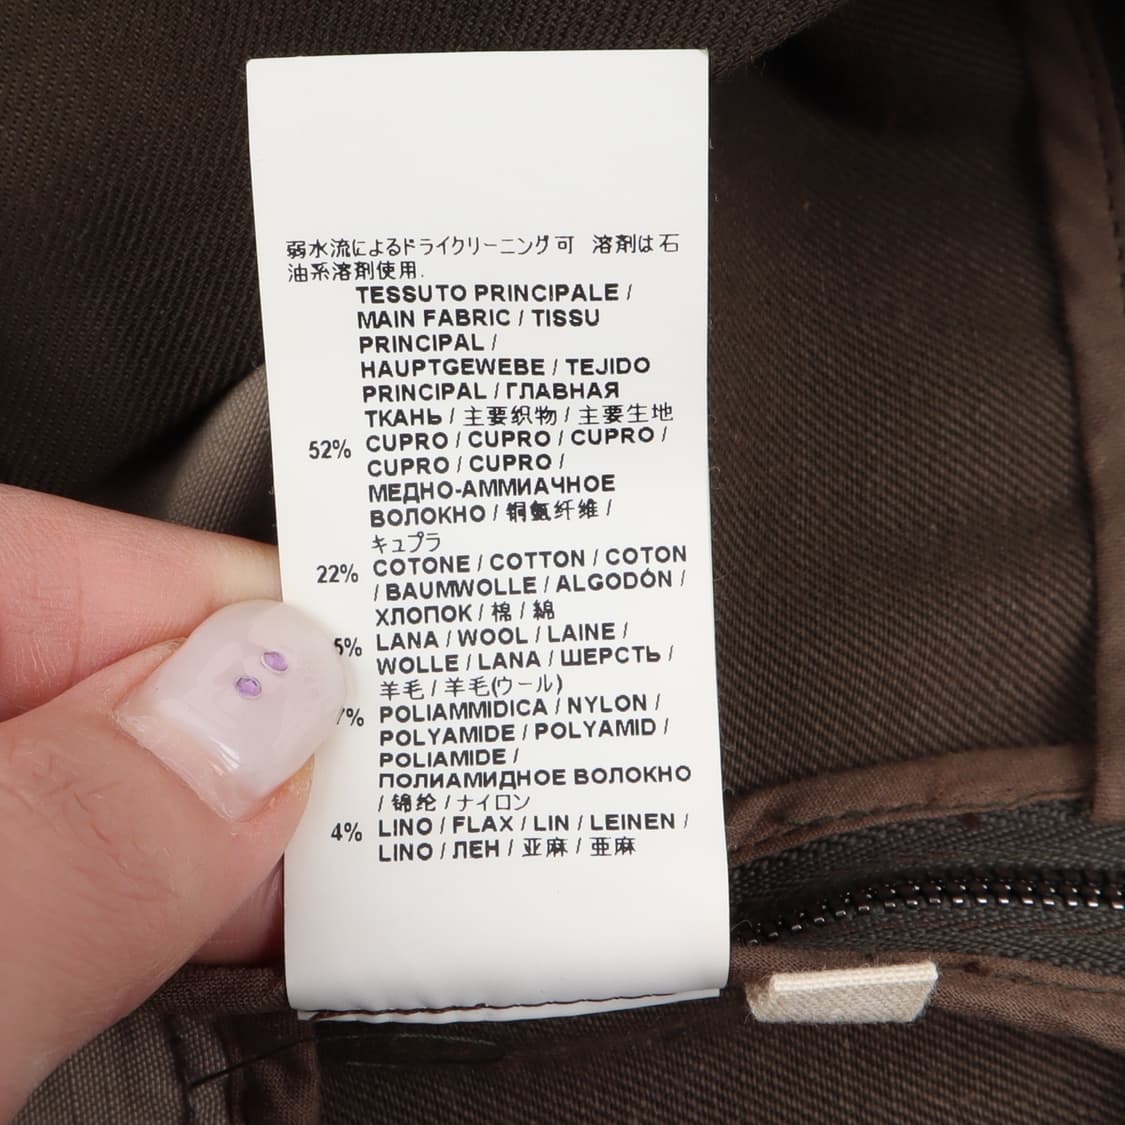 弱水流によるドライクリーニング可 溶剤は石
油系溶剤使用.
TESSUTO PRINCIPALE /
MAIN FABRIC / TISSU
PRINCIPAL /
HAUPTGEWEBE / TEJIDO
PRINCIPAL / ГЛАВНАЯ
ТКАНЬ / 主要织物 / 主要生地
52% CUPRO / CUPRO / CUPRO /
CUPRO / CUPRO /
МЕДНО-АММИАЧНОЕ
ВОЛОКНО / 铜氨纤维 /
キュプラ
22% COTONE / COTTON / COTON
/ BAUMWOLLE / ALGODÓN /
ХЛОПОК / 棉 / 綿
5% LANA / WOOL / LAINE /
WOLLE / LANA / ШЕРСТЬ /
羊毛 / 羊毛(ウール)
7% POLIAMMIDICA / NYLON /
POLYAMIDE / POLYAMID /
POLIAMIDE /
ПОЛИАМИДНОЕ ВОЛОКНО
/ 锦纶 / ナイロン
4% LINO / FLAX / LIN / LEINEN /
LINO / ЛЕН / 亚麻 / 亜麻